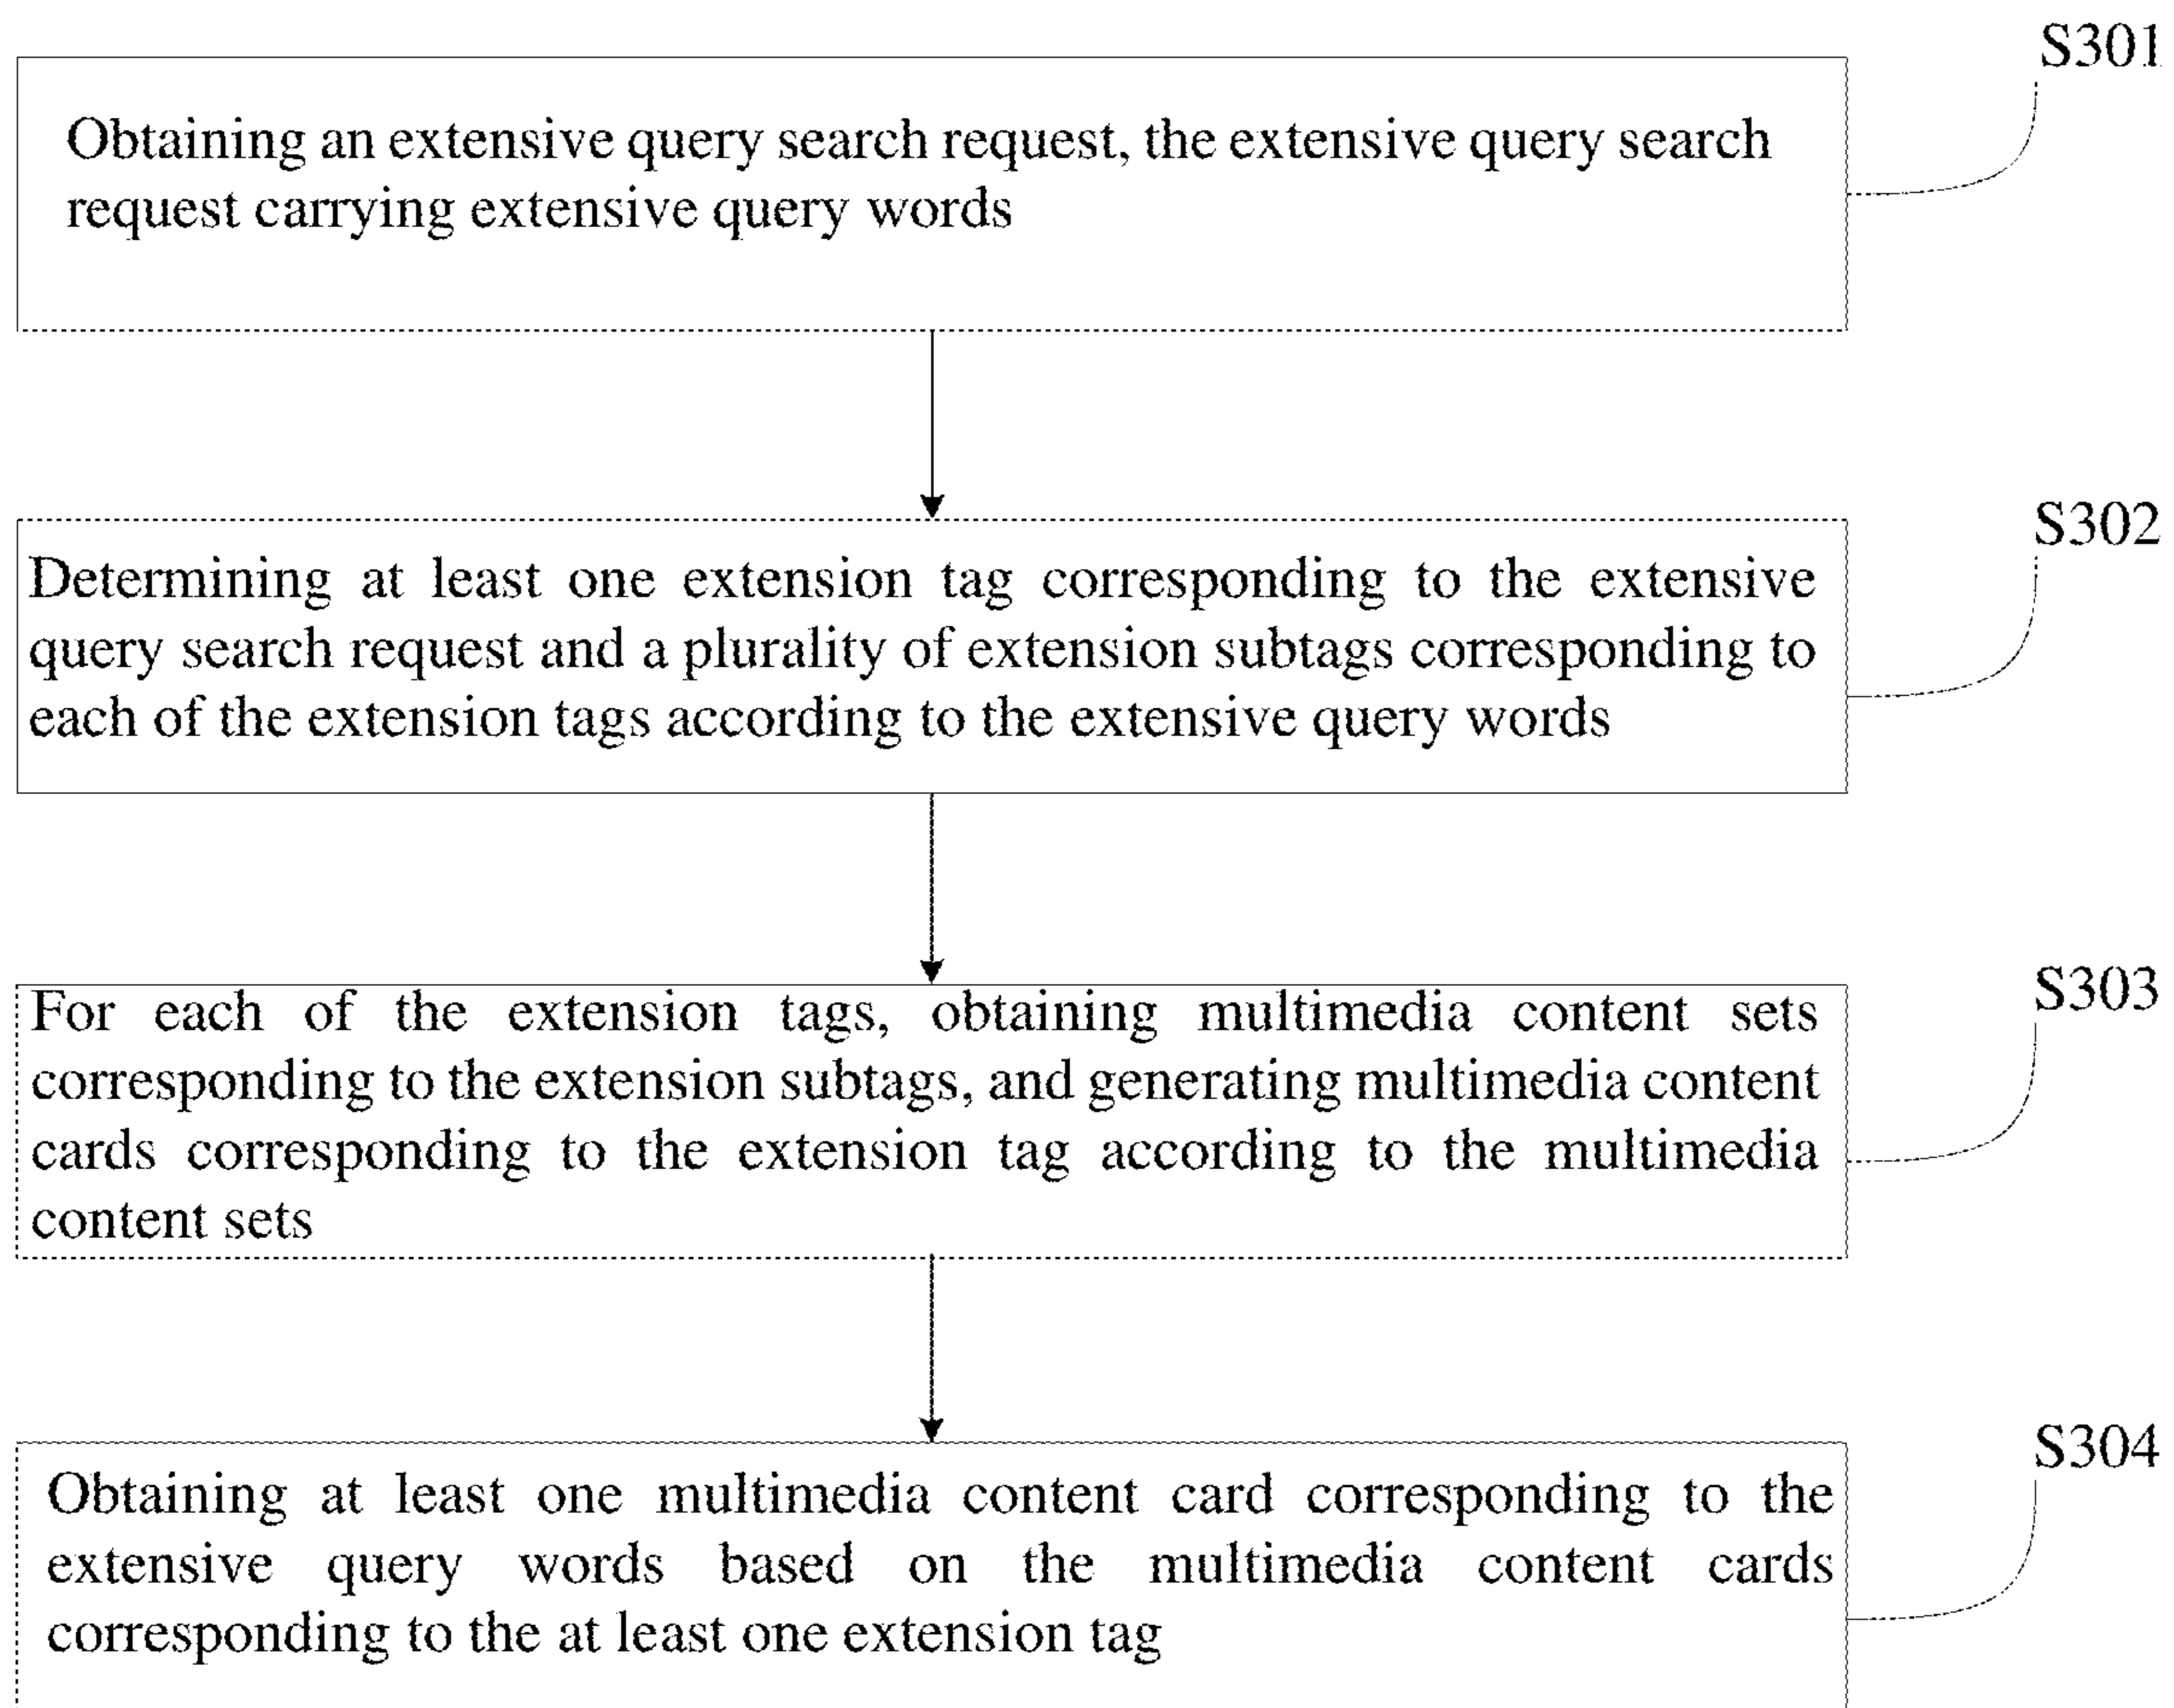 S301
Obtaining an extensive query search request, the extensive query search
request carrying extensive query words
S302
Determining at least one extension tag corresponding to the extensive
query search request and a plurality of extension subtags corresponding to
each of the extension tags according to the extensive query words
S303
For each of the extension tags, obtaining multimedia content sets
corresponding to the extension subtags, and generating multimedia content
cards corresponding to the extension tag according to the multimedia
content sets
S304
Obtaining at least one multimedia content card corresponding to the
extensive query words based on the multimedia content cards
corresponding to the at least one extension tag